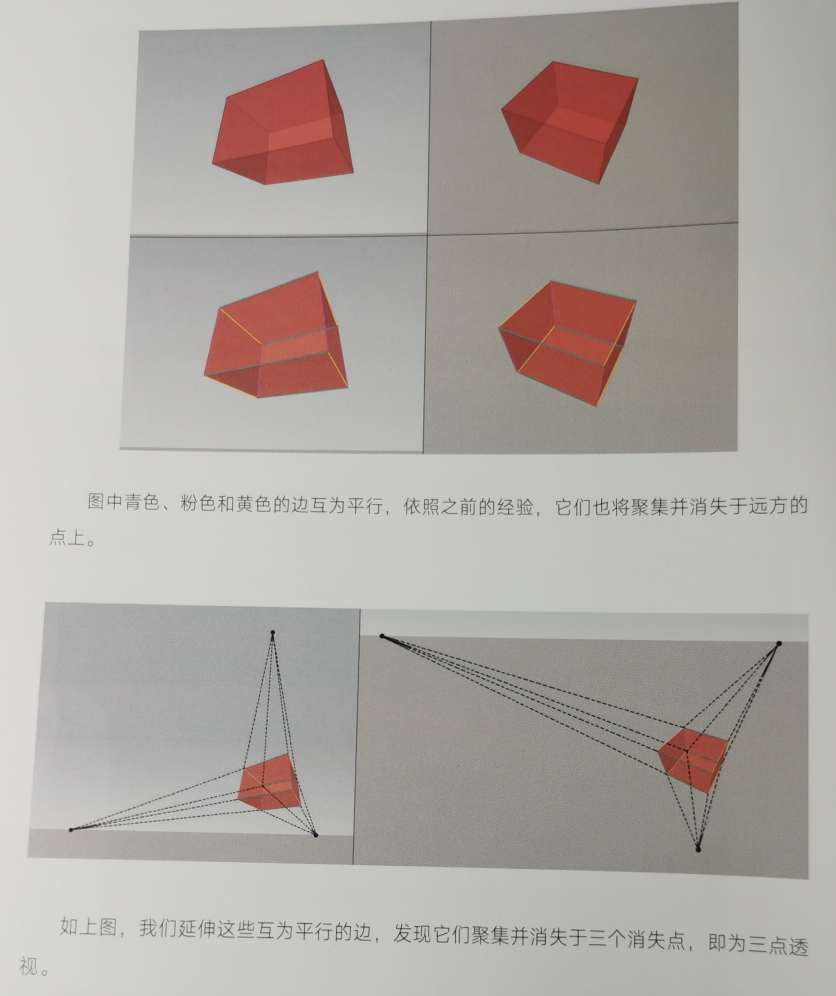 图中青色、粉色和黄色的边互为平行，依照之前的经验，它们也将聚集并消失于远方的
点上。
如上图，我们延伸这些互为平行的边，发现它们聚集并消失于三个消失点，即为三点透
视。